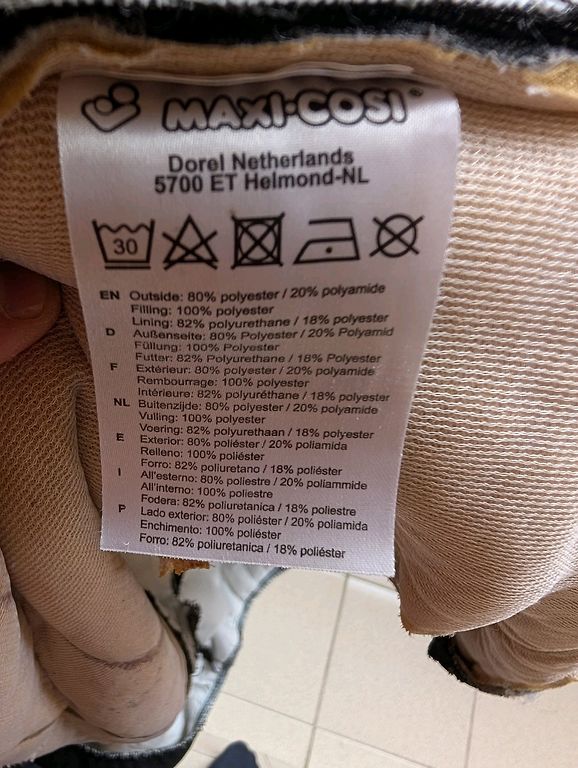 MAXI·COSI®
Dorel Netherlands
5700 ET Helmond-NL
30
EN Outside: 80% polyester / 20% polyamide
Filling: 100% polyester
Lining: 82% polyurethane / 18% polyester
D Außenseite: 80% Polyester / 20% Polyamid
Füllung: 100% Polyester
Futter: 82% Polyurethane / 18% Polyester
F Extérieur: 80% polyester / 20% polyamide
Rembourrage: 100% polyester
Intérieure: 82% polyuréthane / 18% polyester
NL Buitenzijde: 80% polyester / 20% polyamide
Vulling: 100% polyester
Voering: 82% polyurethaan / 18% polyester
E Exterior: 80% poliéster / 20% poliamida
Relleno: 100% poliéster
Forro: 82% poliuretano / 18% poliéster
I All'esterno: 80% poliestre / 20% poliammide
All'interno: 100% poliestre
Fodera: 82% poliuretanica / 18% poliestre
P Lado exterior: 80% poliéster / 20% poliamida
Enchimento: 100% poliéster
Forro: 82% poliuretanica / 18% poliéster